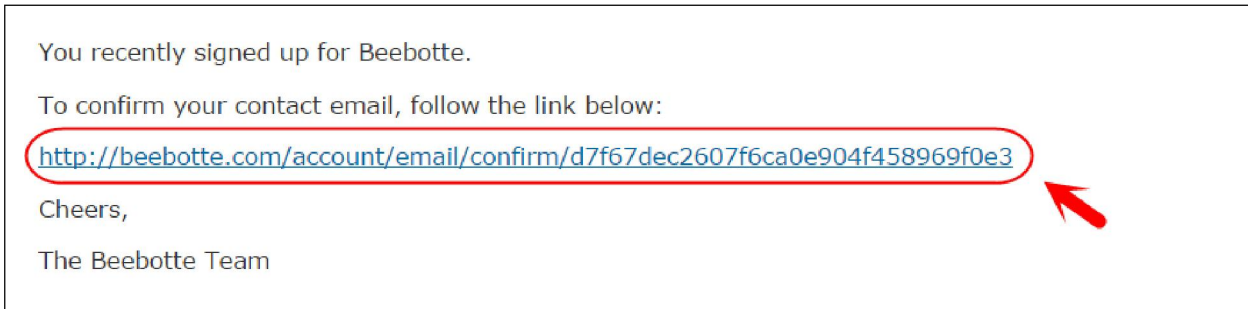 You recently signed up for Beebotte.
To confirm your contact email, follow the link below:
http://beebotte.com/account/email/confirm/d7f67dec2607f6ca0e904f458969f0e3
Cheers,
The Beebotte Team